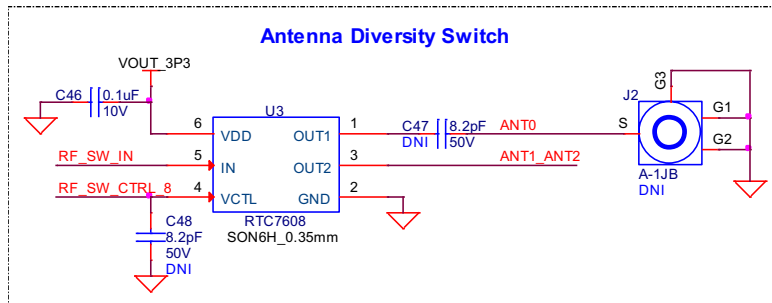 Antenna Diversity Switch
VOUT_3P3
C46
0.1uF
10V
U3
6
VDD
OUT1
1
C47
8.2pF
DNI
50V
ANT0
J2
G3
S
G1
G2
A-1JB
DNI
RF_SW_IN
5
IN
OUT2
3
ANT1_ANT2
RF_SW_CTRL_8
4
VCTL
GND
2
RTC7608
SON6H_0.35mm
C48
8.2pF
50V
DNI